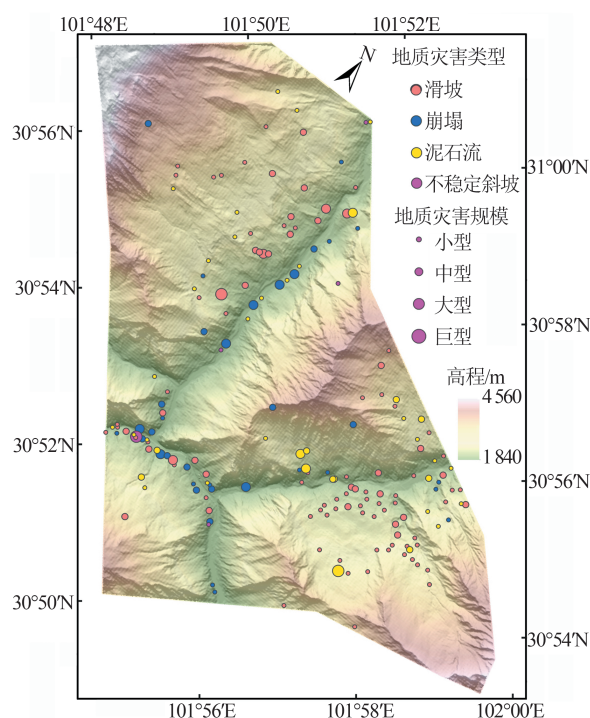 101°48′E
101°50′E
101°52′E
N
地质灾害类型
滑坡
崩塌
泥石流
不稳定斜坡
地质灾害规模
小型
中型
大型
巨型
高程/m
4 560
1 840
30°56′N
30°54′N
30°52′N
30°50′N
31°00′N
30°58′N
30°56′N
30°54′N
101°56′E
101°58′E
102°00′E